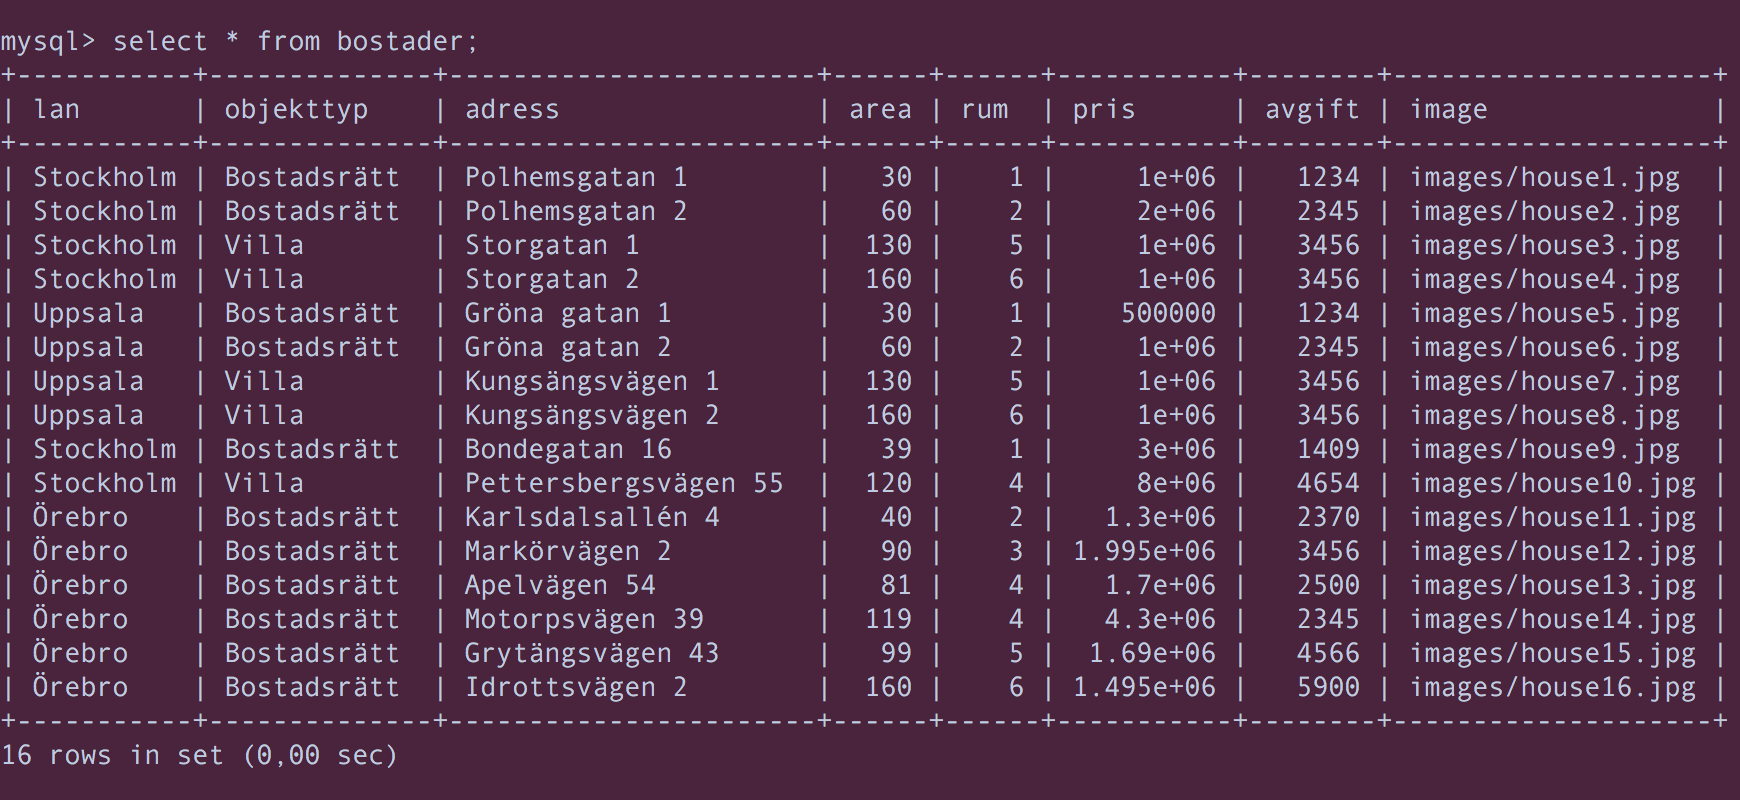 mysql> select * from bostader;
+-----------+--------------+-----------------------+------+------+-----------+--------+--------------------+
| lan       | objekttyp    | adress                | area | rum  | pris      | avgift | image              |
+-----------+--------------+-----------------------+------+------+-----------+--------+--------------------+
| Stockholm | Bostadsrätt  | Polhemsgatan 1        |   30 |    1 |     1e+06 |   1234 | images/house1.jpg  |
| Stockholm | Bostadsrätt  | Polhemsgatan 2        |   60 |    2 |     2e+06 |   2345 | images/house2.jpg  |
| Stockholm | Villa        | Storgatan 1           |  130 |    5 |     1e+06 |   3456 | images/house3.jpg  |
| Stockholm | Villa        | Storgatan 2           |  160 |    6 |     1e+06 |   3456 | images/house4.jpg  |
| Uppsala   | Bostadsrätt  | Gröna gatan 1         |   30 |    1 |    500000 |   1234 | images/house5.jpg  |
| Uppsala   | Bostadsrätt  | Gröna gatan 2         |   60 |    2 |     1e+06 |   2345 | images/house6.jpg  |
| Uppsala   | Villa        | Kungsängsvägen 1      |  130 |    5 |     1e+06 |   3456 | images/house7.jpg  |
| Uppsala   | Villa        | Kungsängsvägen 2      |  160 |    6 |     1e+06 |   3456 | images/house8.jpg  |
| Stockholm | Bostadsrätt  | Bondegatan 16         |   39 |    1 |     3e+06 |   1409 | images/house9.jpg  |
| Stockholm | Villa        | Pettersbergsvägen 55  |  120 |    4 |     8e+06 |   4654 | images/house10.jpg |
| Örebro    | Bostadsrätt  | Karlsdalsallén 4      |   40 |    2 |   1.3e+06 |   2370 | images/house11.jpg |
| Örebro    | Bostadsrätt  | Markörvägen 2         |   90 |    3 | 1.995e+06 |   3456 | images/house12.jpg |
| Örebro    | Bostadsrätt  | Apelvägen 54          |   81 |    4 |   1.7e+06 |   2500 | images/house13.jpg |
| Örebro    | Bostadsrätt  | Motorpsvägen 39       |  119 |    4 |   4.3e+06 |   2345 | images/house14.jpg |
| Örebro    | Bostadsrätt  | Grytängsvägen 43      |   99 |    5 |  1.69e+06 |   4566 | images/house15.jpg |
| Örebro    | Bostadsrätt  | Idrottsvägen 2        |  160 |    6 | 1.495e+06 |   5900 | images/house16.jpg |
+-----------+--------------+-----------------------+------+------+-----------+--------+--------------------+
16 rows in set (0,00 sec)